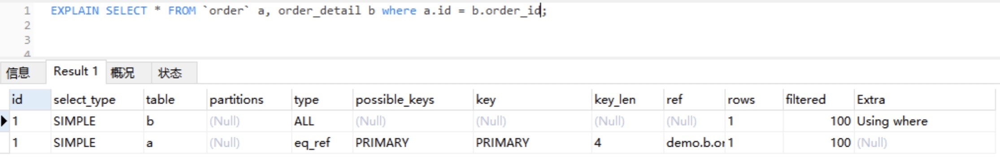 1 EXPLAIN SELECT * FROM `order` a, order_detail b where a.id = b.order_id;
2
3
4
信息 Result 1 概况 状态
id select_type table partitions type possible_keys key key_len ref rows filtered Extra
1 SIMPLE b (Null) ALL (Null) (Null) (Null) (Null) 1 100 Using where
1 SIMPLE a (Null) eq_ref PRIMARY PRIMARY 4 demo.b.or 1 100 (Null)